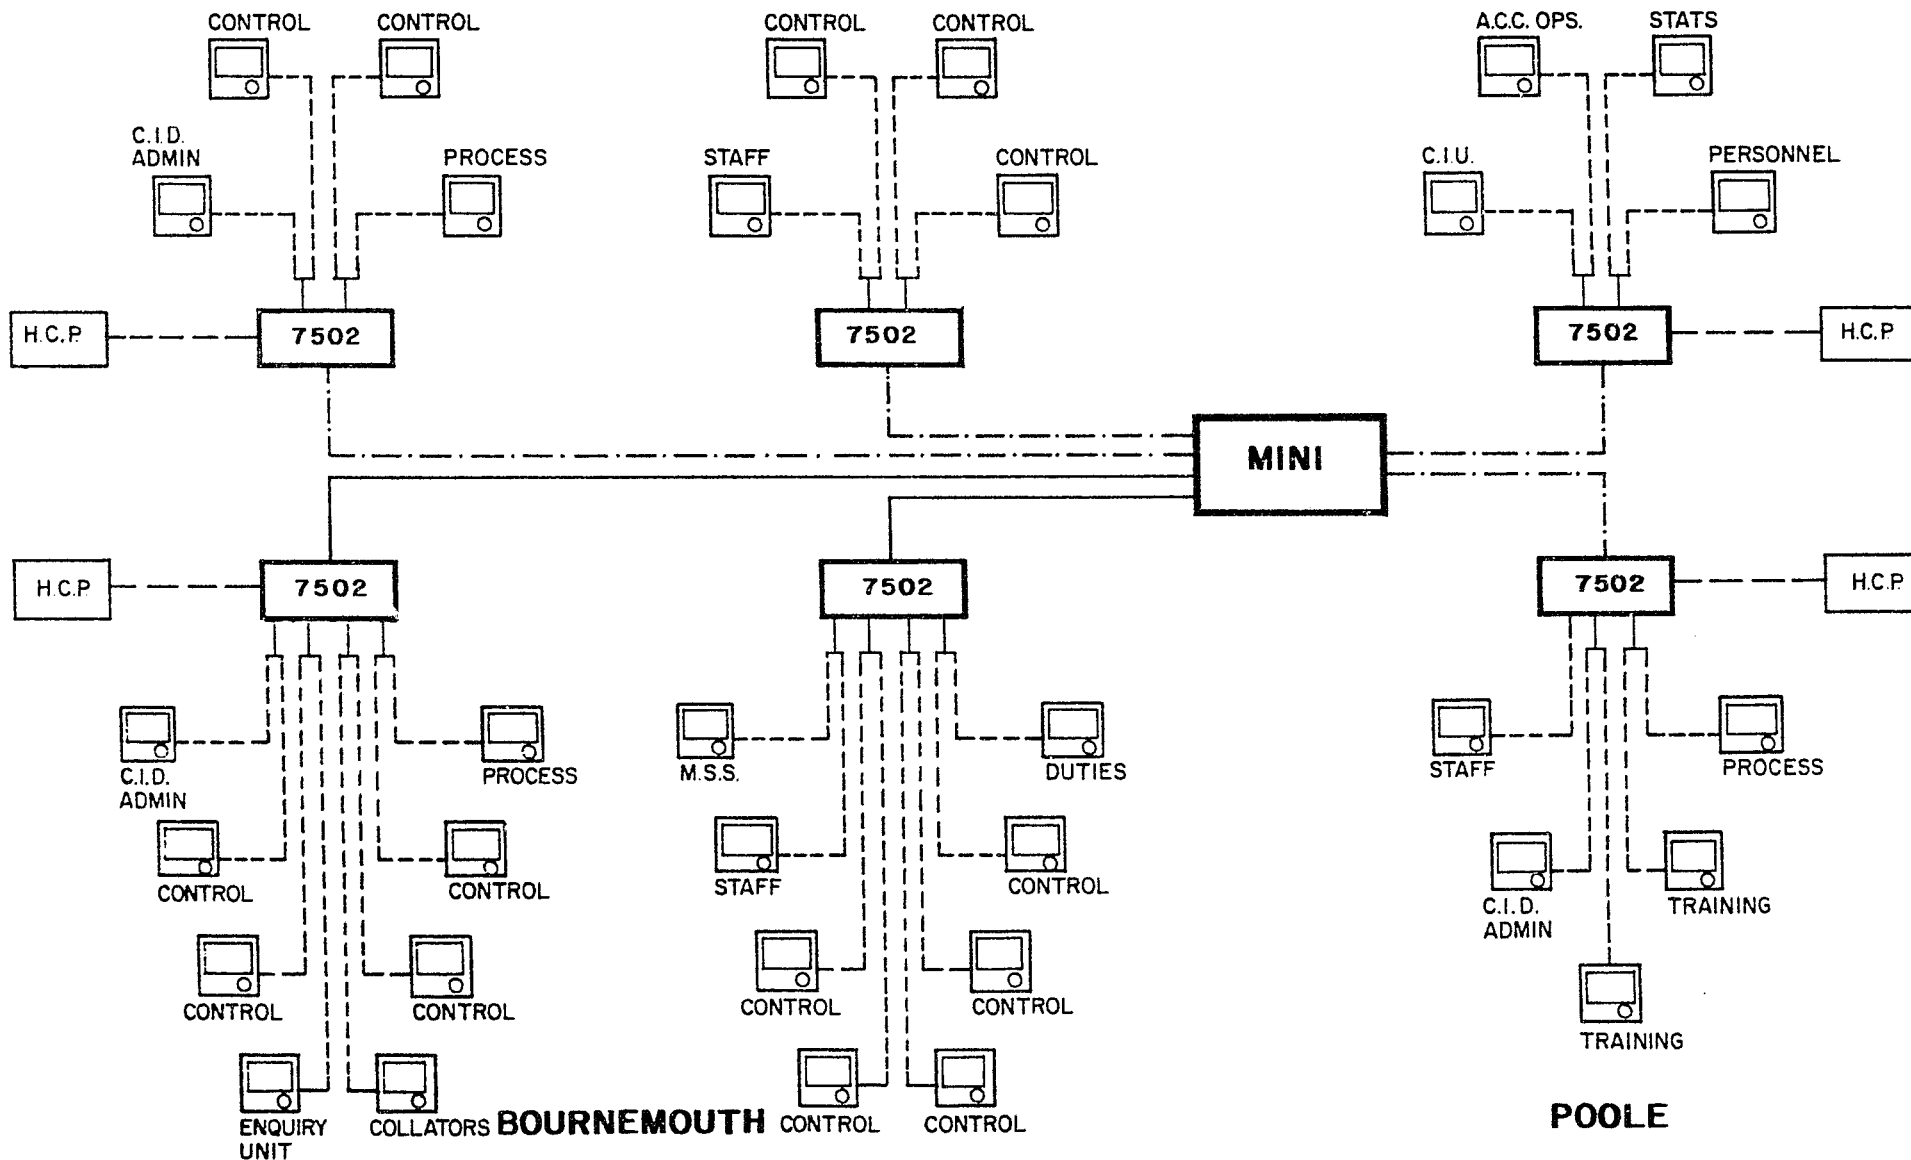 CONTROL
CONTROL
CONTROL
CONTROL
A.C.C. OPS.
STATS
C.I.D.
ADMIN
PROCESS
STAFF
CONTROL
C.I.U.
PERSONNEL
H.C.P.
7502
7502
7502
H.C.P.
MINI
H.C.P.
7502
7502
7502
H.C.P.
C.I.D.
ADMIN
PROCESS
M.S.S.
DUTIES
STAFF
PROCESS
CONTROL
CONTROL
STAFF
CONTROL
C.I.D.
ADMIN
TRAINING
CONTROL
CONTROL
CONTROL
CONTROL
TRAINING
ENQUIRY
UNIT
COLLATORS
BOURNEMOUTH
CONTROL
CONTROL
POOLE